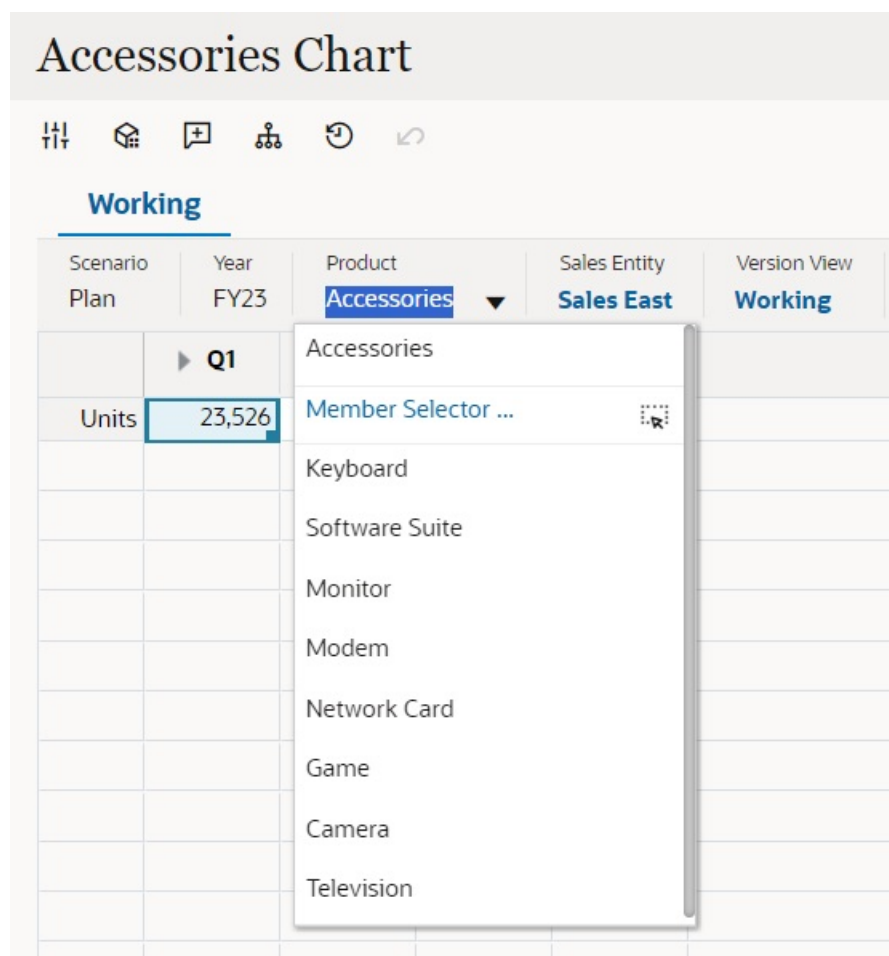 Accessories Chart
Working
Scenario Year Product Sales Entity Version View
Plan FY23 Accessories Sales East Working
Q1
Accessories
Units 23,526
Member Selector ...
Keyboard
Software Suite
Monitor
Modem
Network Card
Game
Camera
Television